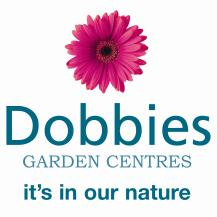 Dobbies
GARDEN CENTRES
it's in our nature